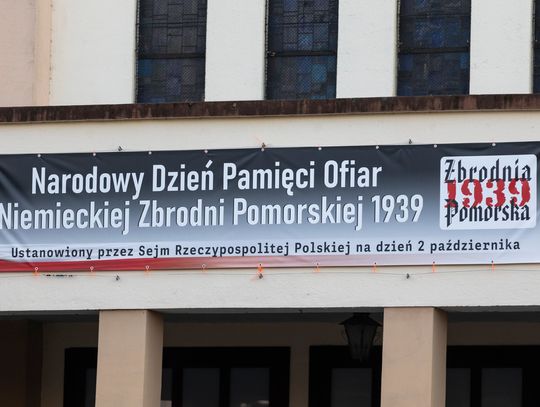 Narodowy Dzień Pamięci Ofiar
Niemieckiej Zbrodni Pomorskiej 1939
Ustanowiony przez Sejm Rzeczypospolitej Polskiej na dzień 2 października
Zbrodnia
1939
Pomorska